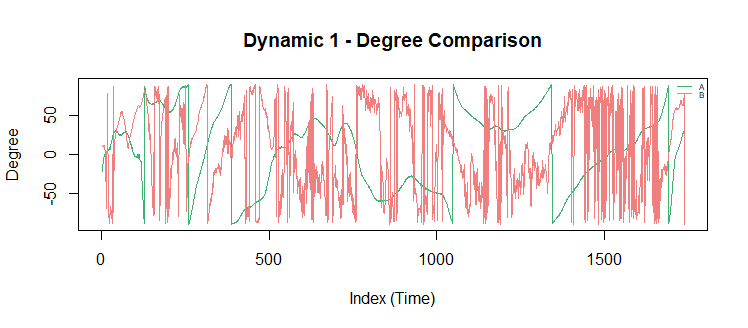 Dynamic 1 - Degree Comparison
A
B
Degree
50
0
-50
0
500
1000
1500
Index (Time)